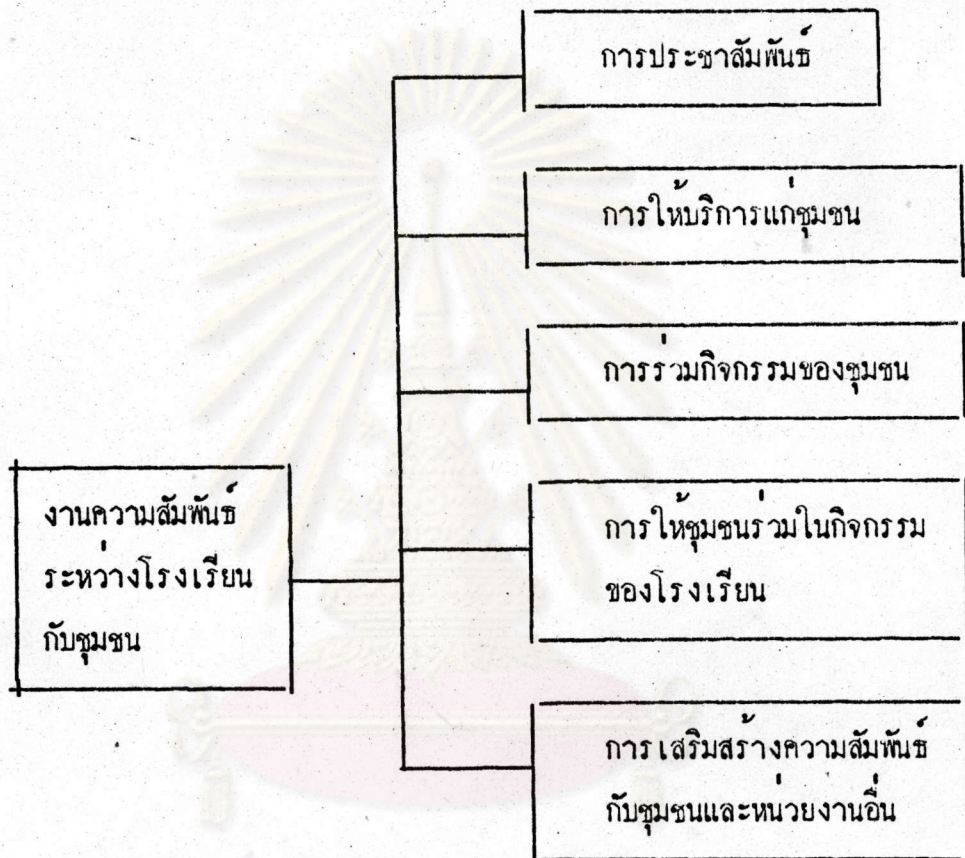 การประชาสัมพันธ์
การให้บริการแก่ชุมชน
การร่วมกิจกรรมของชุมชน
งานความสัมพันธ์
ระหว่างโรงเรียน
กับชุมชน
การให้ชุมชนร่วมในกิจกรรม
ของโรงเรียน
การเสริมสร้างความสัมพันธ์
กับชุมชนและหน่วยงานอื่น